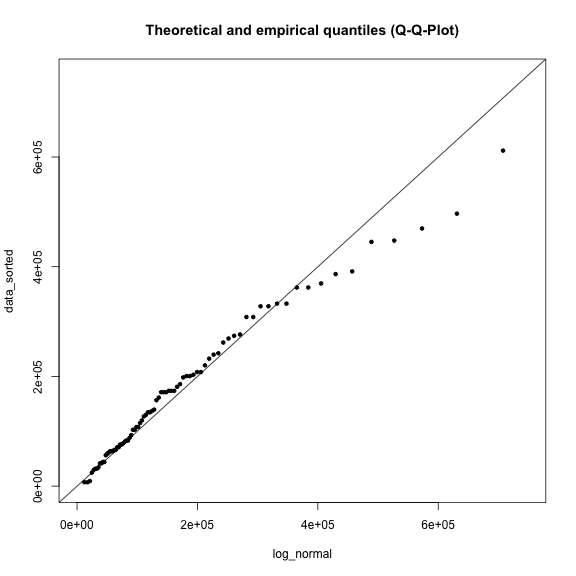 Theoretical and empirical quantiles (Q-Q-Plot)
data_sorted
6e+05
4e+05
2e+05
0e+00
0e+00 2e+05 4e+05 6e+05
log_normal